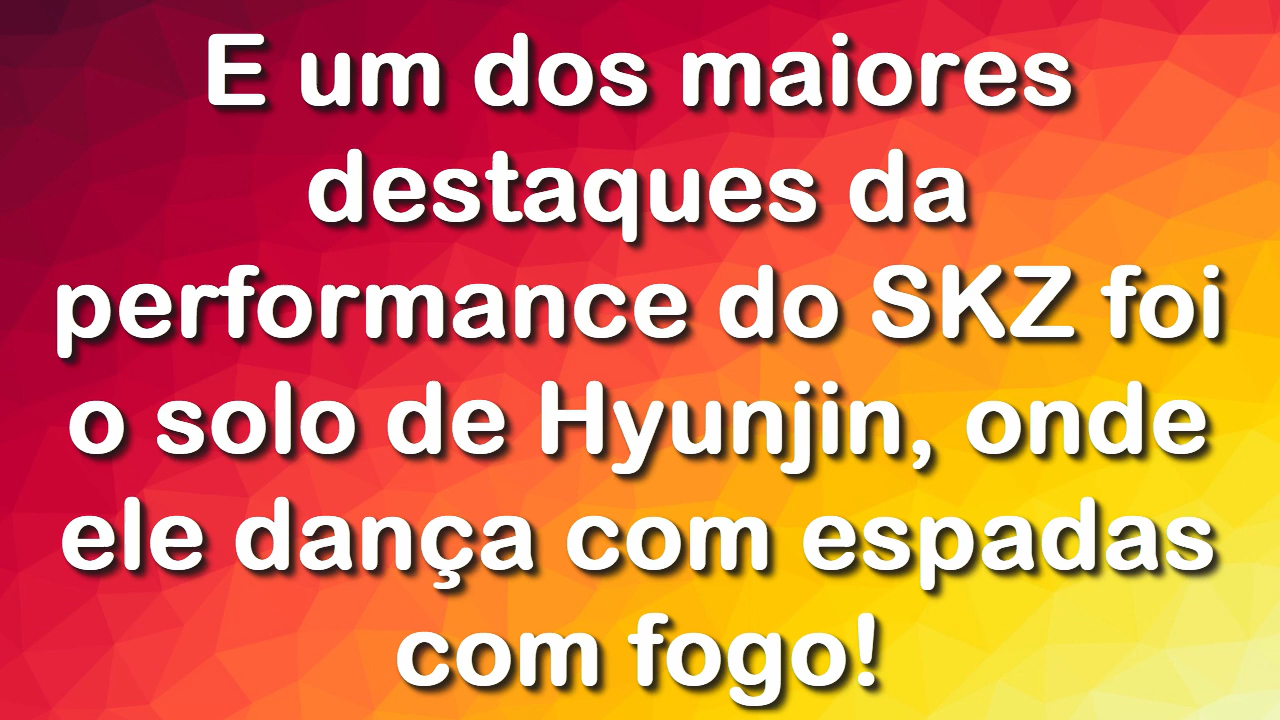 E um dos maiores
destaques da
performance do SKZ foi
o solo de Hyunjin, onde
ele dança com espadas
com fogo!